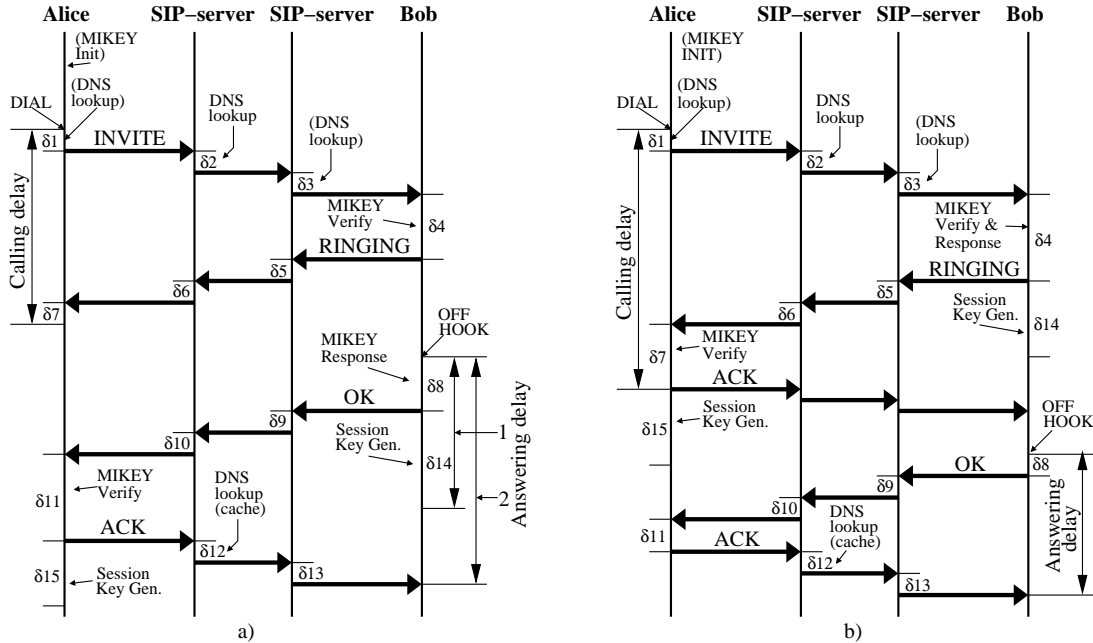 Alice
SIP–server
SIP–server
Bob
(MIKEY
Init)
(DNS
lookup)
DIAL
δ1
INVITE
DNS
lookup
δ2
(DNS
lookup)
δ3
Calling delay
MIKEY
Verify
δ4
RINGING
δ5
δ6
δ7
OFF
HOOK
MIKEY
Response
δ8
OK
δ9
1
δ10
Session
Key Gen.
δ14
2
Answering delay
MIKEY
Verify
δ11
DNS
lookup
(cache)
ACK
δ12
δ13
δ15
Session
Key Gen.
a)
Alice
SIP–server
SIP–server
Bob
(MIKEY
INIT)
(DNS
lookup)
DIAL
δ1
INVITE
DNS
lookup
δ2
(DNS
lookup)
δ3
Calling delay
MIKEY
Verify &
Response
δ4
RINGING
δ5
δ6
Session
Key Gen.
δ14
δ7
MIKEY
Verify
ACK
δ15
Session
Key Gen.
OFF
HOOK
OK
δ8
δ9
δ10
DNS
lookup
(cache)
δ11
ACK
δ12
δ13
Answering
delay
b)